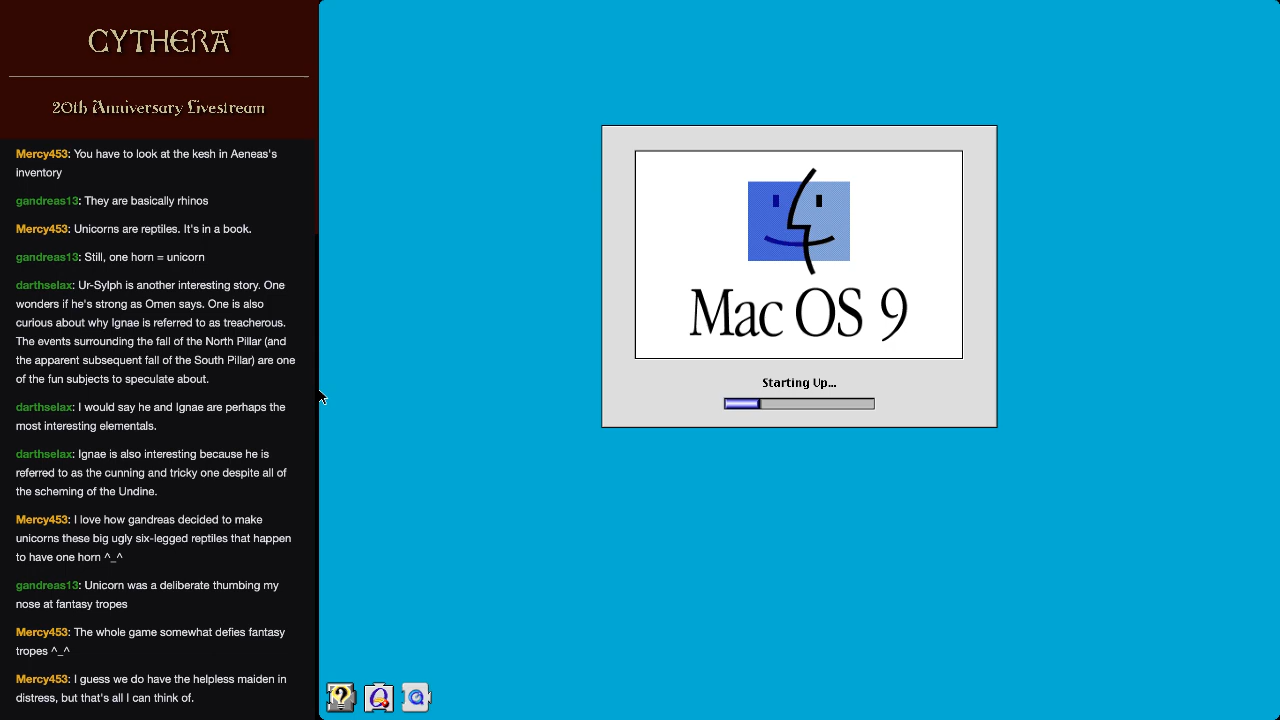 CYTHERA
20th Anniversary Livestream
Mercy453: You have to look at the kesh in Aeneas's
inventory
gandreas13: They are basically rhinos
Mercy453: Unicorns are reptiles. It's in a book.
gandreas13: Still, one horn = unicorn
darthselax: Ur-Sylph is another interesting story. One
wonders if he's strong as Omen says. One is also
curious about why Ignae is referred to as treacherous.
The events surrounding the fall of the North Pillar (and
the apparent subsequent fall of the South Pillar) are one
of the fun subjects to speculate about.
darthselax: I would say he and Ignae are perhaps the
most interesting elementals.
darthselax: Ignae is also interesting because he is
referred to as the cunning and tricky one despite all of
the scheming of the Undine.
Mercy453: I love how gandreas decided to make
unicorns these big ugly six-legged reptiles that happen
to have one horn ^_^
gandreas13: Unicorn was a deliberate thumbing my
nose at fantasy tropes
Mercy453: The whole game somewhat defies fantasy
tropes ^_^
Mercy453: I guess we do have the helpless maiden in
distress, but that's all I can think of.
Mac OS 9
Starting Up...